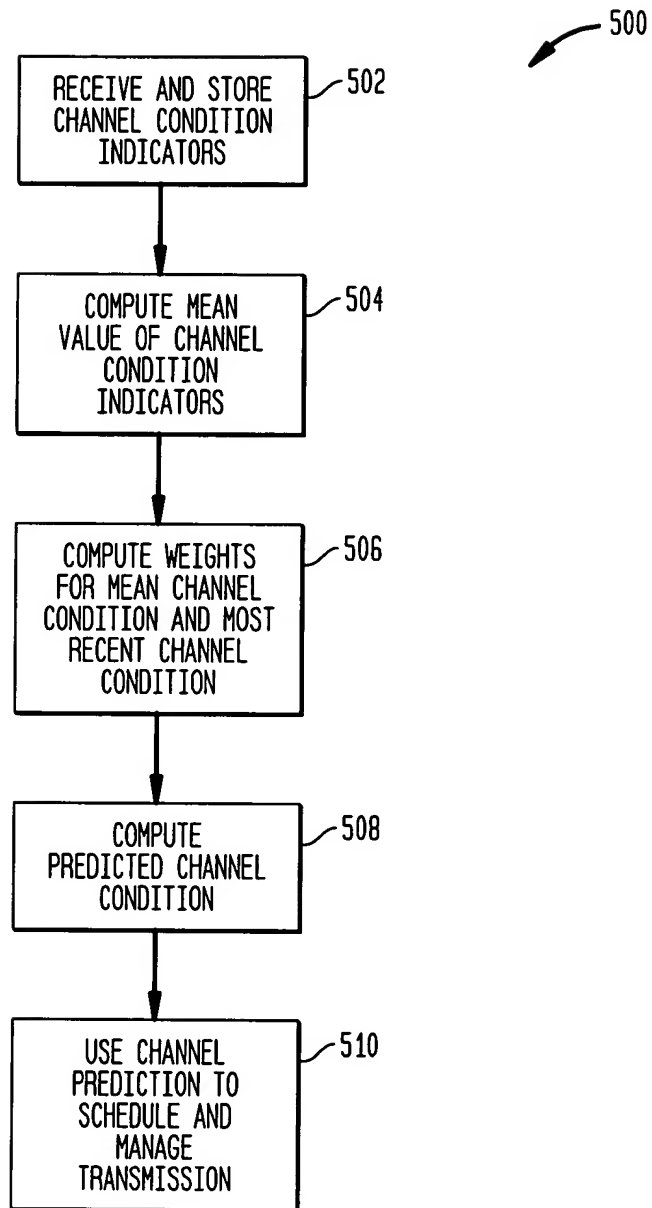 500
RECEIVE AND STORE
CHANNEL CONDITION
INDICATORS
502
COMPUTE MEAN
VALUE OF CHANNEL
CONDITION
INDICATORS
504
COMPUTE WEIGHTS
FOR MEAN CHANNEL
CONDITION AND MOST
RECENT CHANNEL
CONDITION
506
COMPUTE
PREDICTED CHANNEL
CONDITION
508
USE CHANNEL
PREDICTION TO
SCHEDULE AND
MANAGE
TRANSMISSION
510